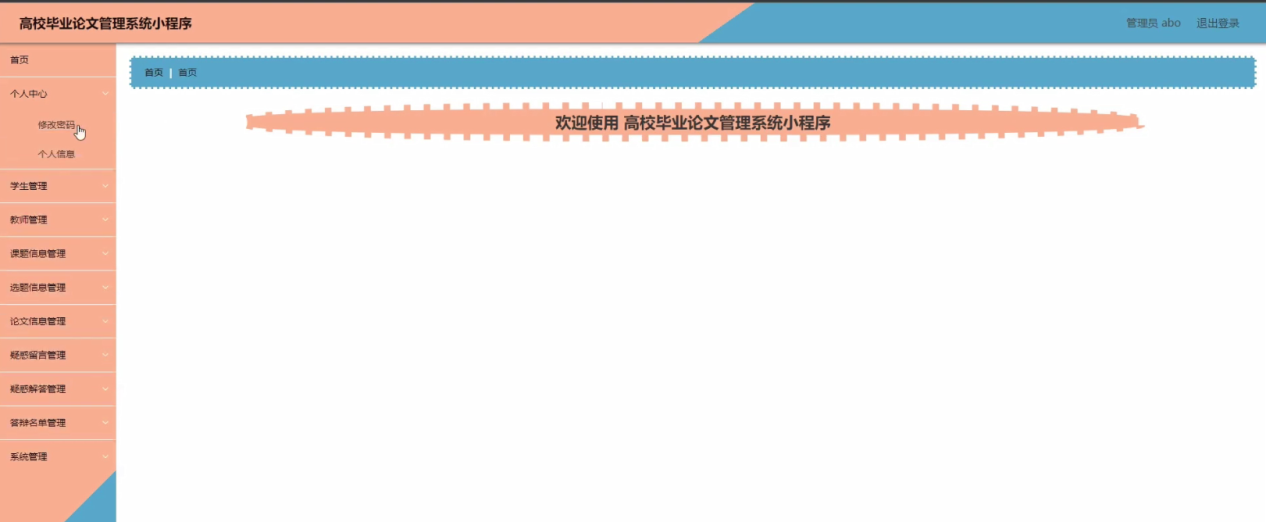 高校毕业论文管理系统小程序
管理员 abo 退出登录
首页
个人中心
修改密码
个人信息
学生管理
教师管理
课题信息管理
选题信息管理
论文信息管理
疑惑留言管理
疑惑解答管理
答辩名单管理
系统管理
首页 | 首页
欢迎使用 高校毕业论文管理系统小程序